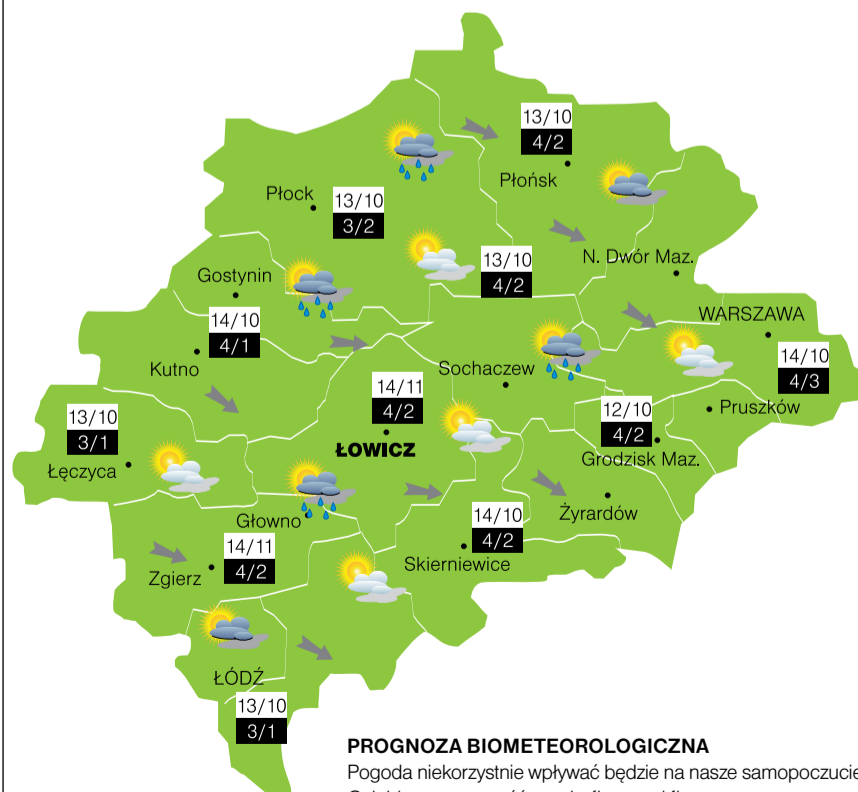 13/10
4/2
Płońsk
Płock
13/10
3/2
N. Dwór Maz.
13/10
4/2
Gostynin
14/10
4/1
Kutno
WARSZAWA
14/10
4/3
Sochaczew
14/11
4/2
ŁOWICZ
Pruszków
12/10
4/2
Grodzisk Maz.
13/10
3/1
Łęczyca
Żyrardów
Głowno
14/10
4/2
Skierniewice
14/11
4/2
Zgierz
ŁÓDŹ
13/10
3/1
PROGNOZA BIOMETEOROLOGICZNA
Pogoda niekorzystnie wpływać będzie na nasze samopoczucie